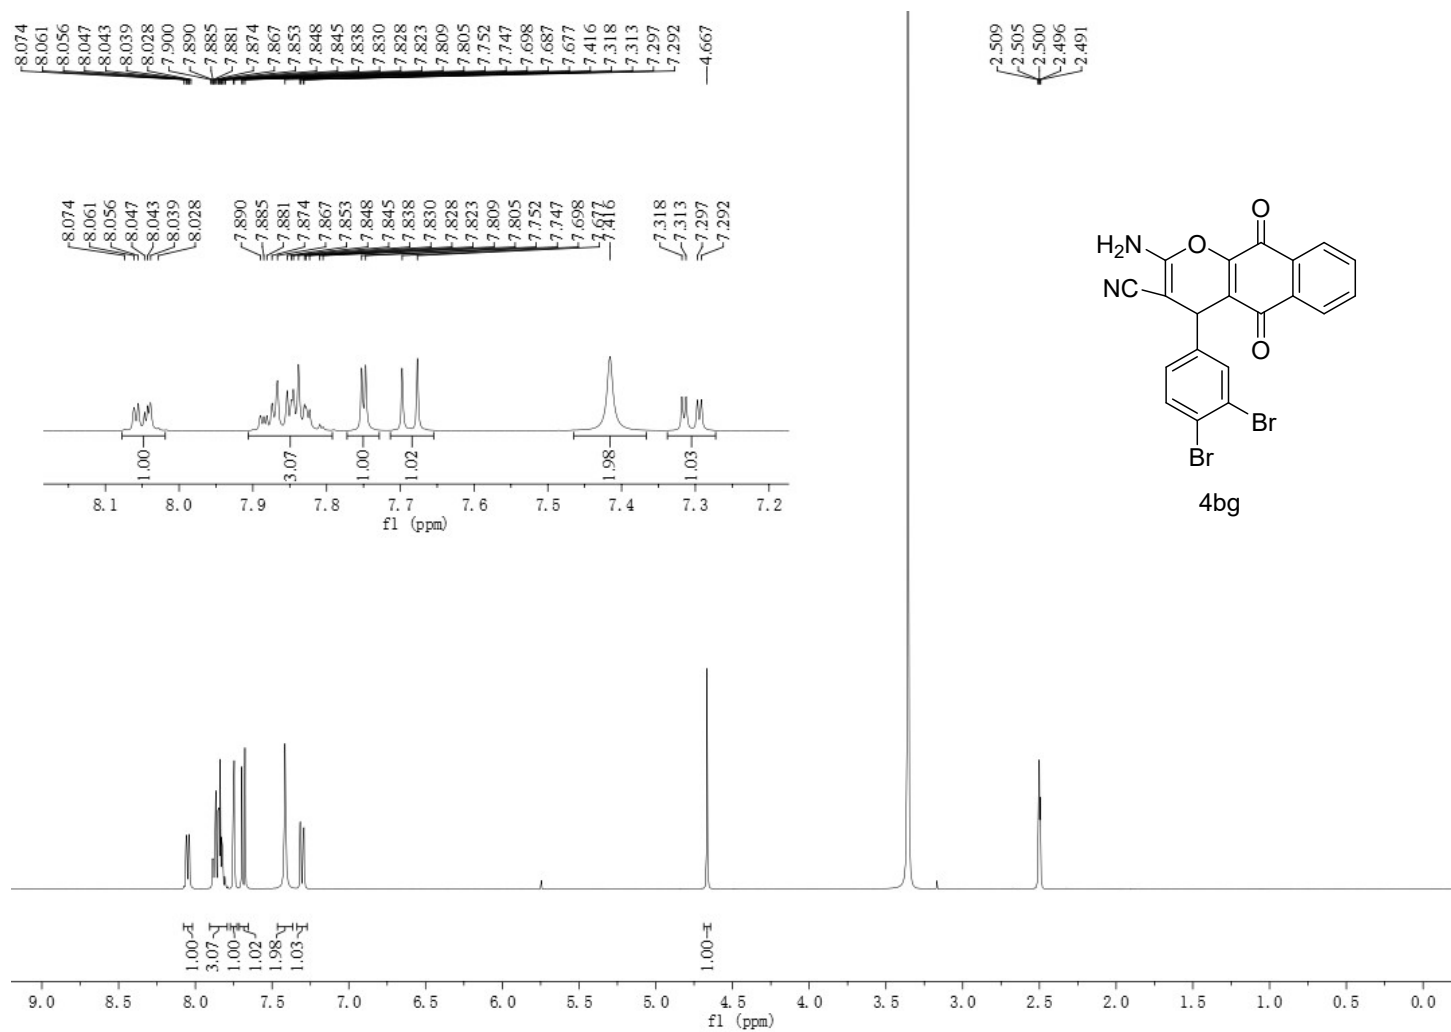 8.074 8.061 8.056 8.047 8.043 8.039 8.028 7.900 7.890 7.885 7.881 7.874 7.867 7.853 7.848 7.845 7.838 7.830 7.828 7.823 7.809 7.805 7.752 7.747 7.698 7.687 7.677 7.416 7.318 7.313 7.297 7.292 4.667
2.509 2.505 2.500 2.496 2.491
8.074 8.061 8.056 8.047 8.043 8.039 8.028
7.890 7.885 7.881 7.874 7.867 7.853 7.848 7.845 7.838 7.830 7.828 7.823 7.809 7.805 7.752 7.747 7.698 7.677 7.416
7.318 7.313 7.297 7.292
1.00 3.07 1.00 1.02 1.98 1.03
8.1 8.0 7.9 7.8 7.7 7.6 7.5 7.4 7.3 7.2
f1 (ppm)
O
H2N O
NC
O
Br
Br
4bg
1.00 3.07 1.00 1.02 1.98 1.03 1.00
9.0 8.5 8.0 7.5 7.0 6.5 6.0 5.5 5.0 4.5 4.0 3.5 3.0 2.5 2.0 1.5 1.0 0.5 0.0
f1 (ppm)